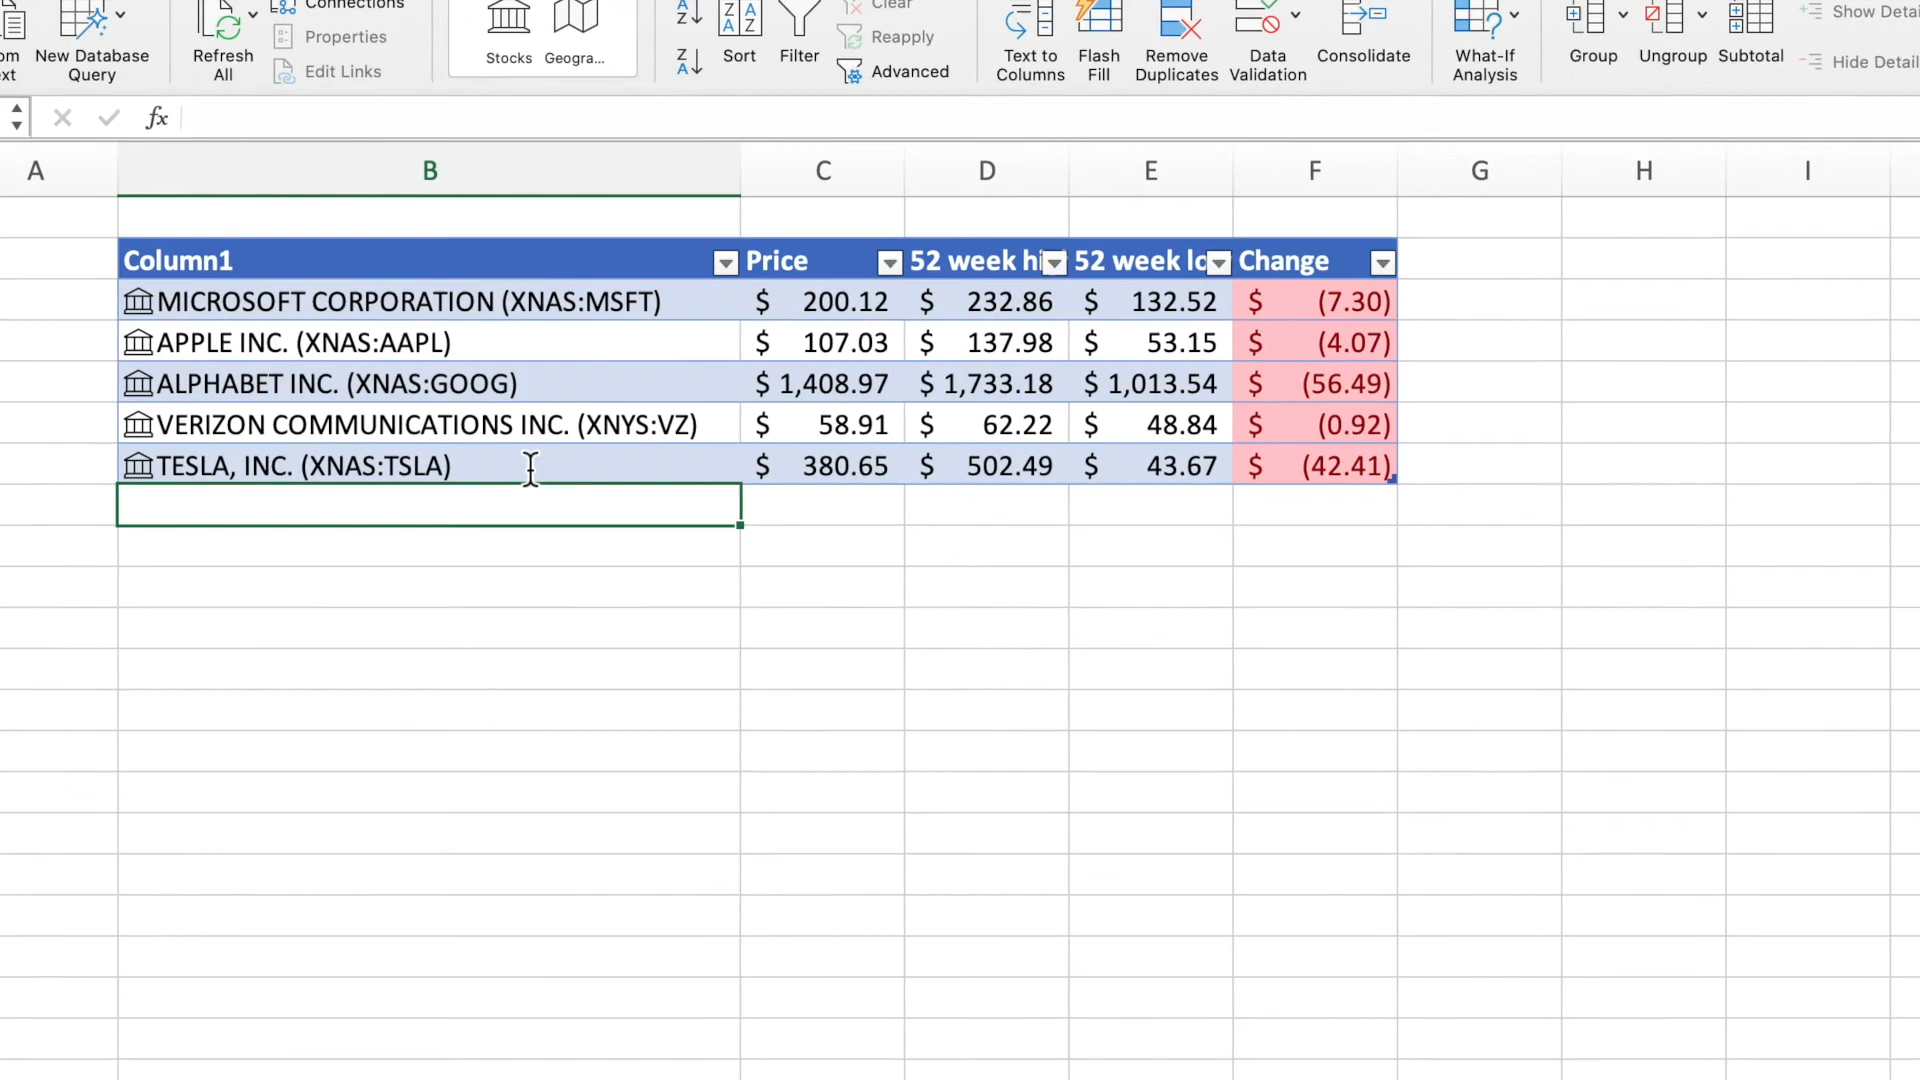 Connections Clear Show Detai
om New Database Refresh Properties Stocks Geogra... Sort Filter Reapply Text to Flash Remove Data Consolidate What-If Group Ungroup Subtotal
ext Query All Edit Links Advanced Columns Fill Duplicates Validation Analysis Hide Detail
fx
A B C D E F G H I
Column1 Price 52 week hi 52 week lo Change
MICROSOFT CORPORATION (XNAS:MSFT) $ 200.12 $ 232.86 $ 132.52 $ (7.30)
APPLE INC. (XNAS:AAPL) $ 107.03 $ 137.98 $ 53.15 $ (4.07)
ALPHABET INC. (XNAS:GOOG) $ 1,408.97 $ 1,733.18 $ 1,013.54 $ (56.49)
VERIZON COMMUNICATIONS INC. (XNYS:VZ) $ 58.91 $ 62.22 $ 48.84 $ (0.92)
TESLA, INC. (XNAS:TSLA) $ 380.65 $ 502.49 $ 43.67 $ (42.41)